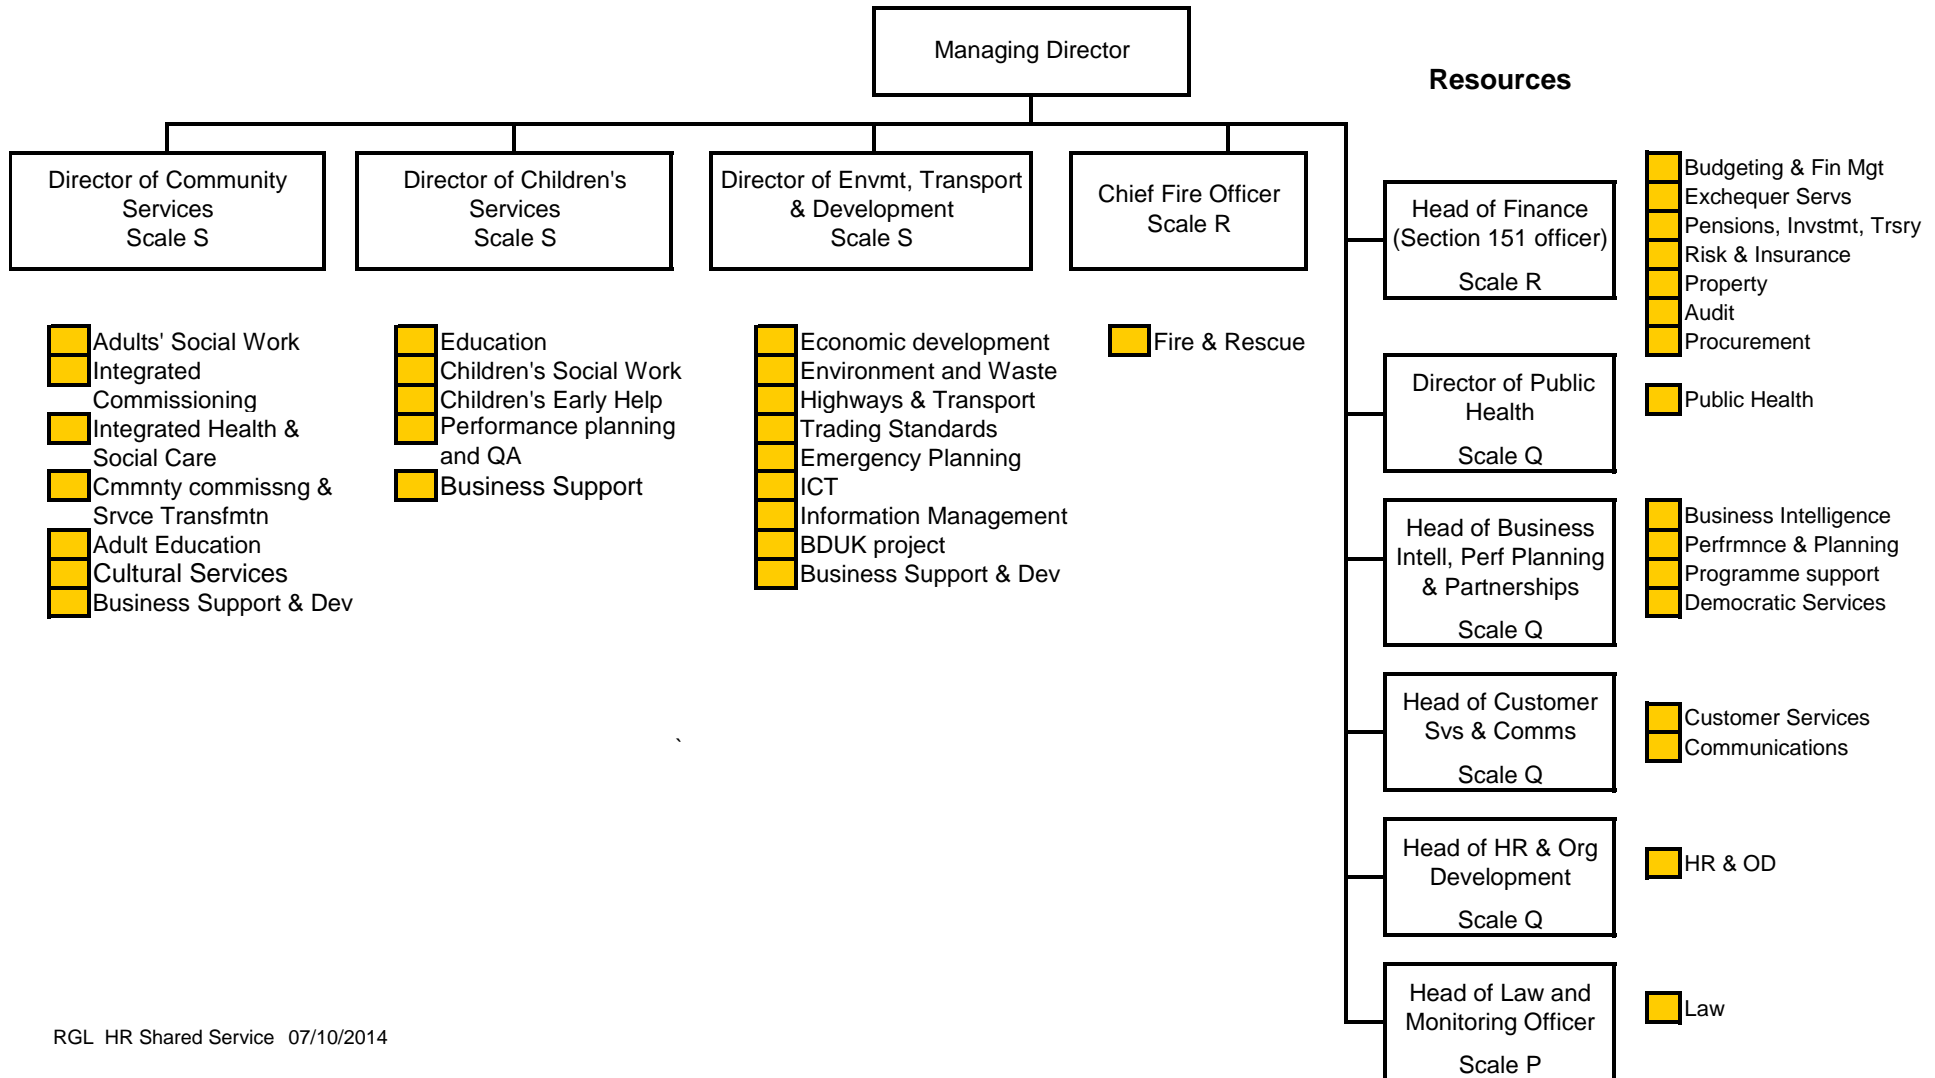 Managing Director
Resources
Director of Community
Services
Scale S
Director of Children's
Services
Scale S
Director of Envmt, Transport
& Development
Scale S
Chief Fire Officer
Scale R
Adults' Social Work
Integrated
Commissioning
Integrated Health &
Social Care
Cmmnty commissng &
Srvce Transfmtn
Adult Education
Cultural Services
Business Support & Dev
Education
Children's Social Work
Children's Early Help
Performance planning
and QA
Business Support
Economic development
Environment and Waste
Highways & Transport
Trading Standards
Emergency Planning
ICT
Information Management
BDUK project
Business Support & Dev
Fire & Rescue
Head of Finance
(Section 151 officer)
Scale R
Budgeting & Fin Mgt
Exchequer Servs
Pensions, Invstmt, Trsry
Risk & Insurance
Property
Audit
Procurement
Director of Public
Health
Scale Q
Public Health
Head of Business
Intell, Perf Planning
& Partnerships
Scale Q
Business Intelligence
Perfrmnce & Planning
Programme support
Democratic Services
Head of Customer
Svs & Comms
Scale Q
Customer Services
Communications
`
Head of HR & Org
Development
Scale Q
HR & OD
Head of Law and
Monitoring Officer
Scale P
Law
RGL HR Shared Service 07/10/2014